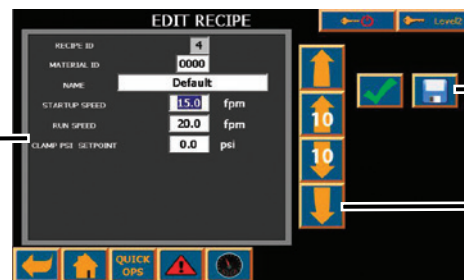 EDIT RECIPE
Level2
RECIPE ID 4
MATERIAL ID 0000
NAME Default
STARTUP SPEED 15.0 fpm
RUN SPEED 20.0 fpm
CLAMP PSI SETPOINT 0.0 psi
10
10
QUICK
OPS